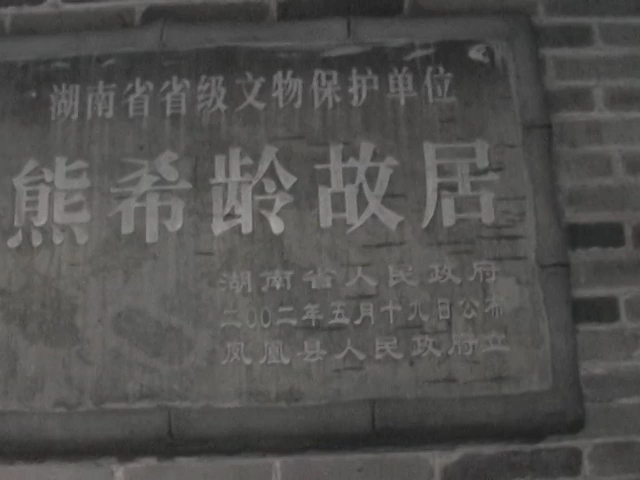 湖南省省级文物保护单位
熊希龄故居
湖南省人民政府
二00二年五月十九日公布
凤凰县人民政府立